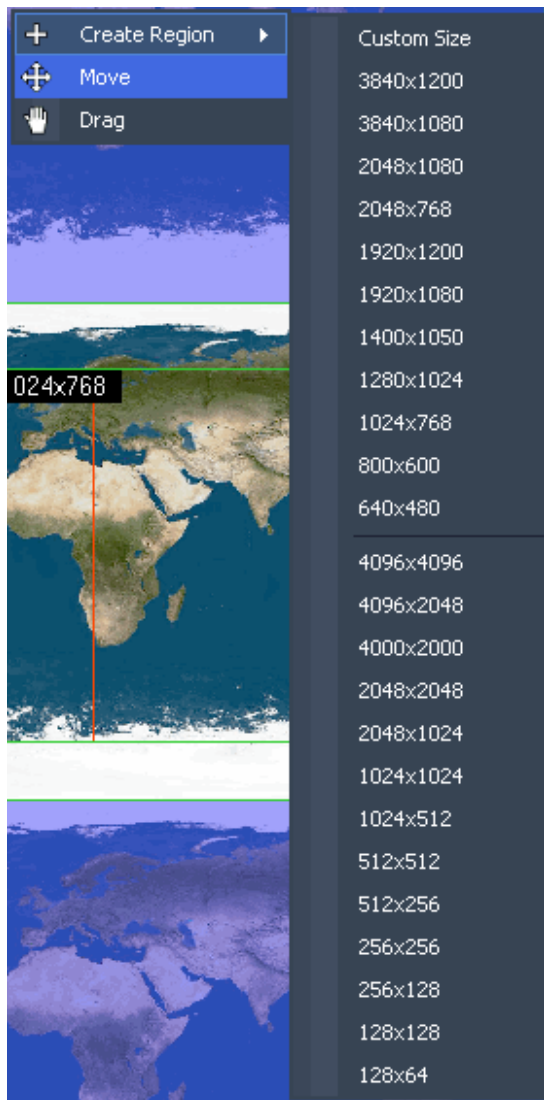 Create Region
Move
Drag
024x768
Custom Size
3840x1200
3840x1080
2048x1080
2048x768
1920x1200
1920x1080
1400x1050
1280x1024
1024x768
800x600
640x480
4096x4096
4096x2048
4000x2000
2048x2048
2048x1024
1024x1024
1024x512
512x512
512x256
256x256
256x128
128x128
128x64